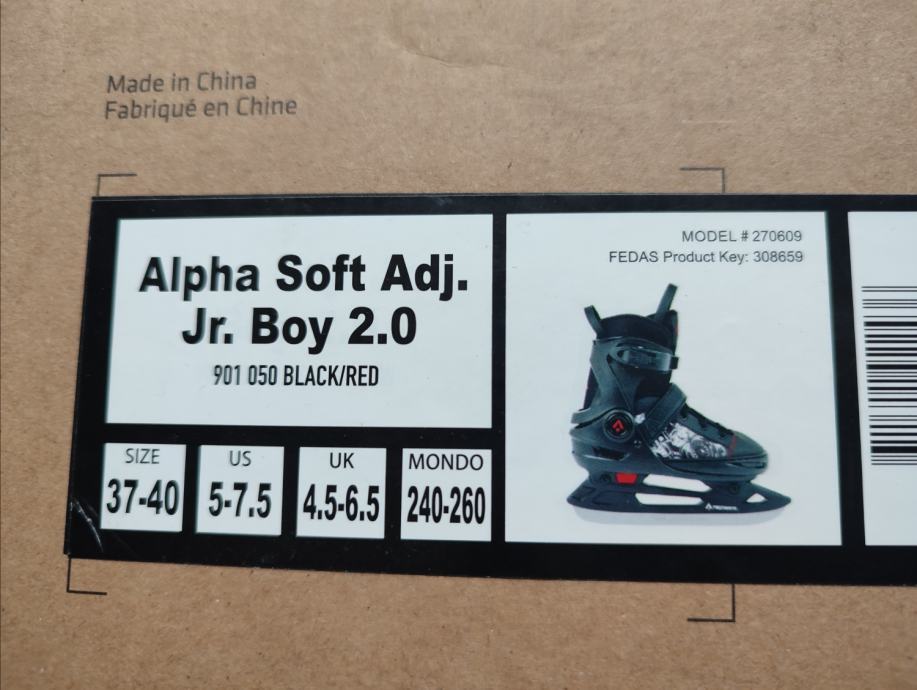 Made in China
Fabriqué en Chine
Alpha Soft Adj.
Jr. Boy 2.0
901 050 BLACK/RED
SIZE
37-40
US
5-7.5
UK
4.5-6.5
MONDO
240-260
MODEL # 270609
FEDAS Product Key: 308659